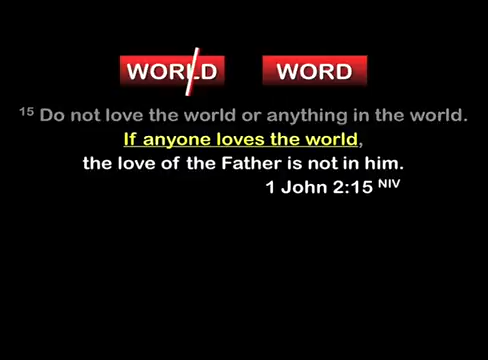 WORLD WORD
15 Do not love the world or anything in the world.
If anyone loves the world,
the love of the Father is not in him.
1 John 2:15 NIV